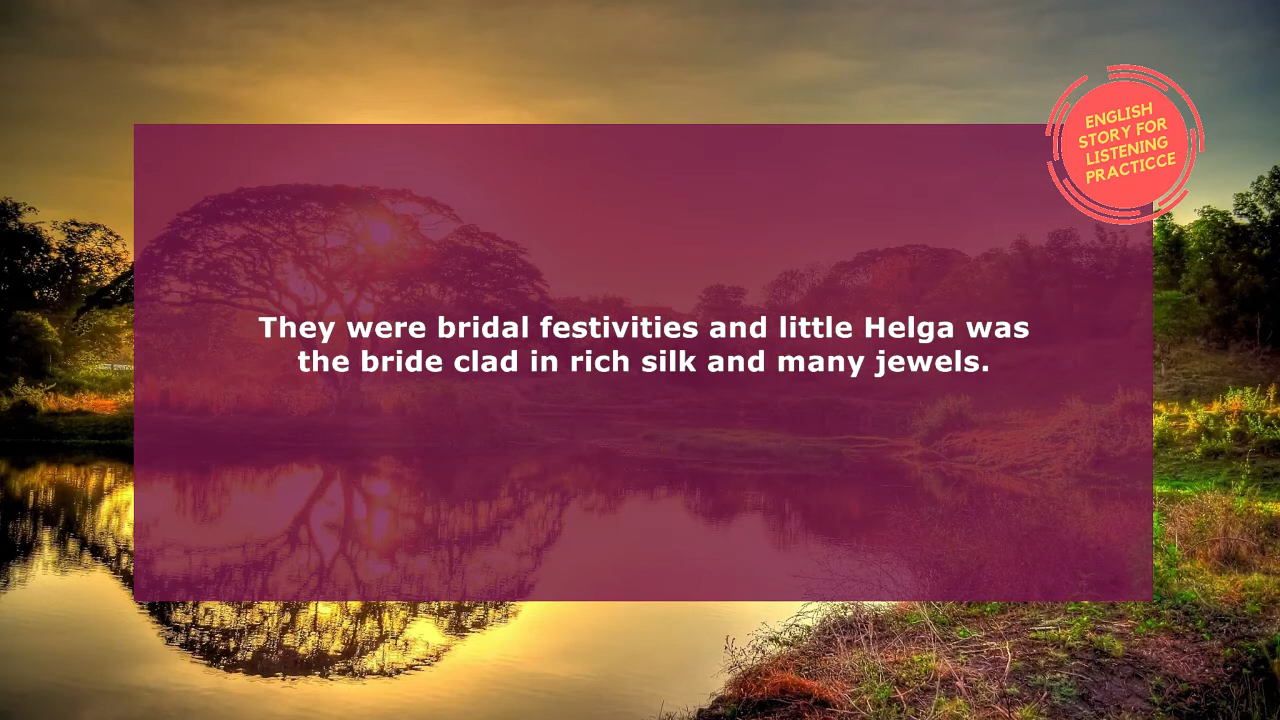 ENGLISH
STORY FOR
LISTENING
PRACTICCE
They were bridal festivities and little Helga was
the bride clad in rich silk and many jewels.